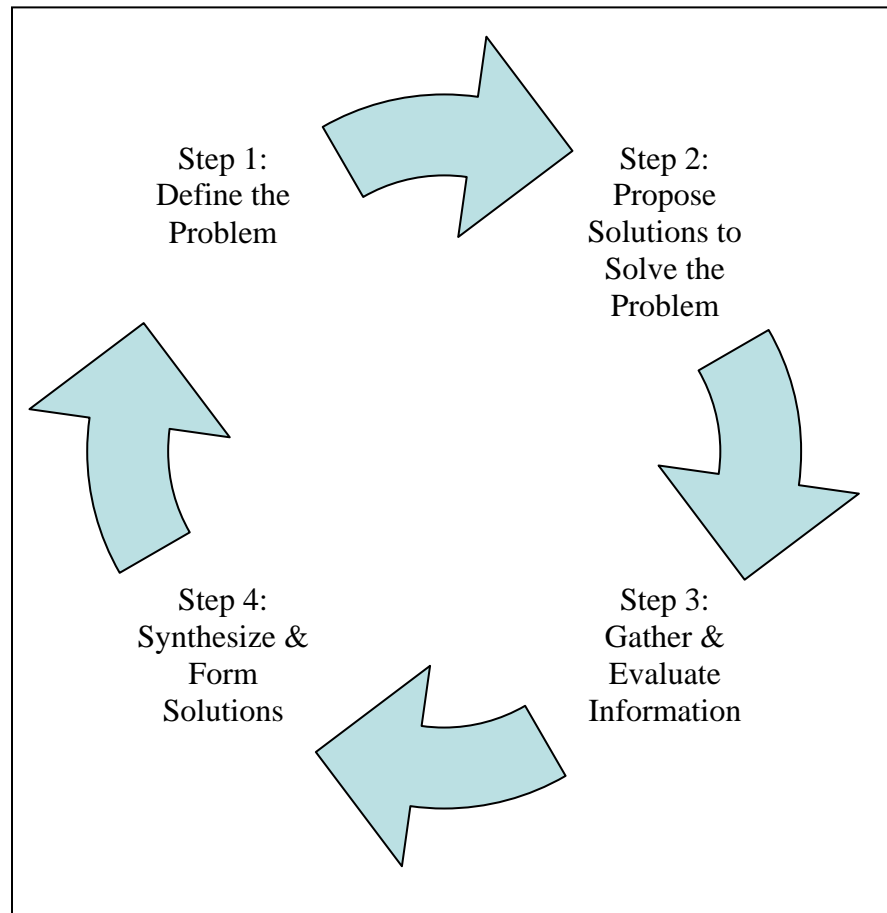 Step 1:
Define the
Problem
Step 2:
Propose
Solutions to
Solve the
Problem
Step 3:
Gather &
Evaluate
Information
Step 4:
Synthesize &
Form
Solutions